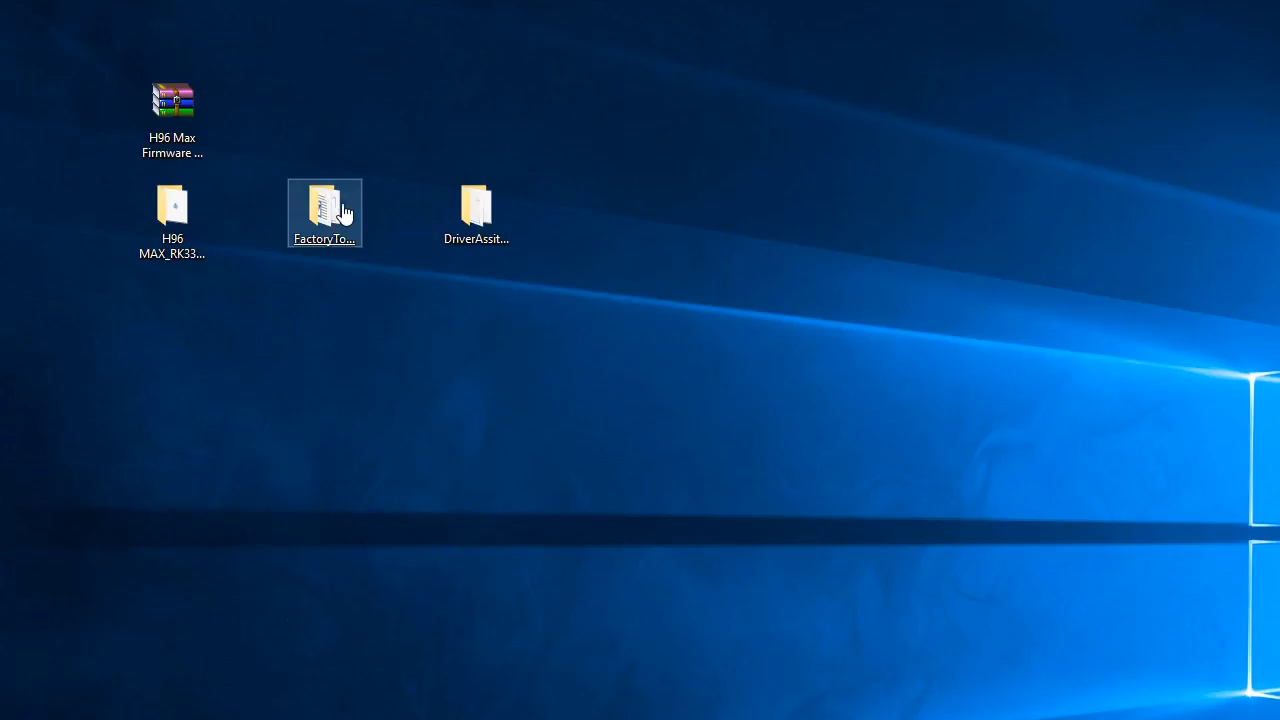 H96 Max
Firmware ...
H96
MAX_RK33...
FactoryTo...
DriverAssit...